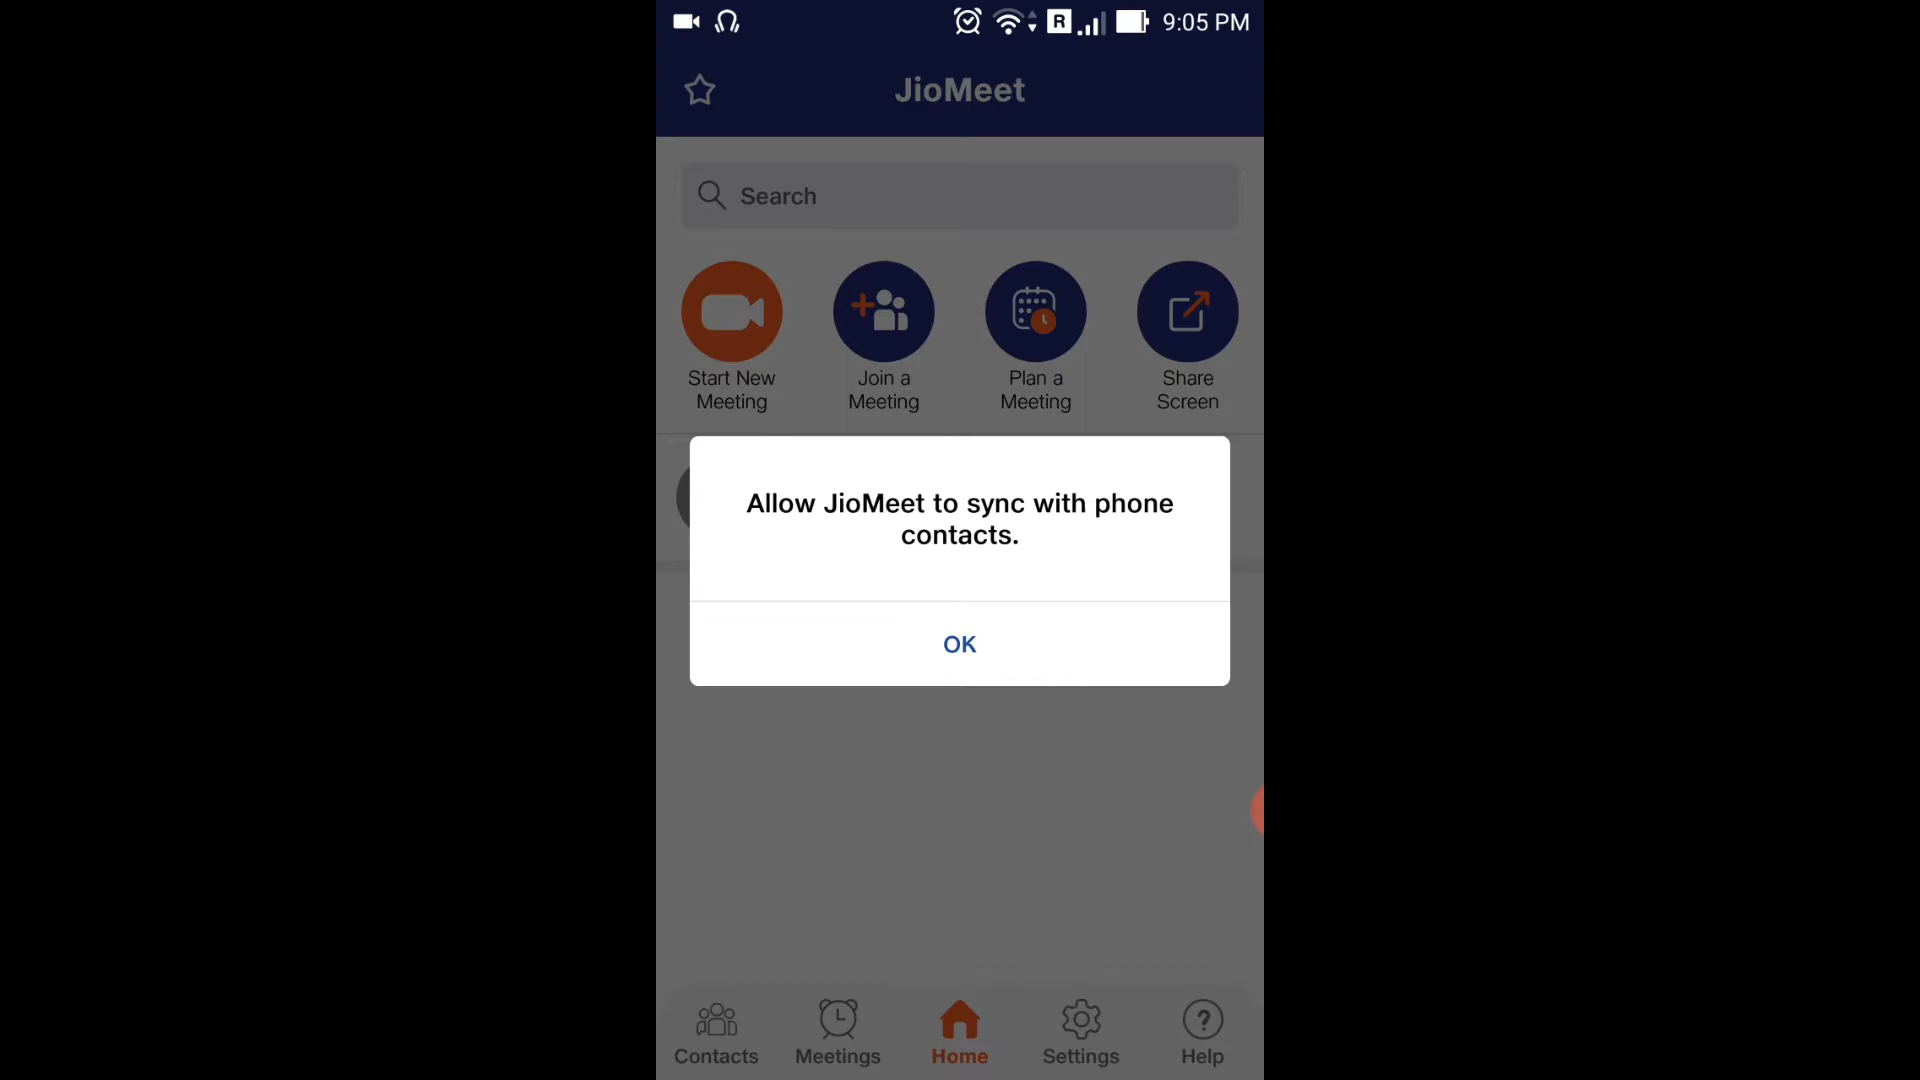 R 9:05 PM
JioMeet
Search
Start New Meeting
Join a Meeting
Plan a Meeting
Share Screen
Allow JioMeet to sync with phone
contacts.
OK
Contacts Meetings Home Settings Help